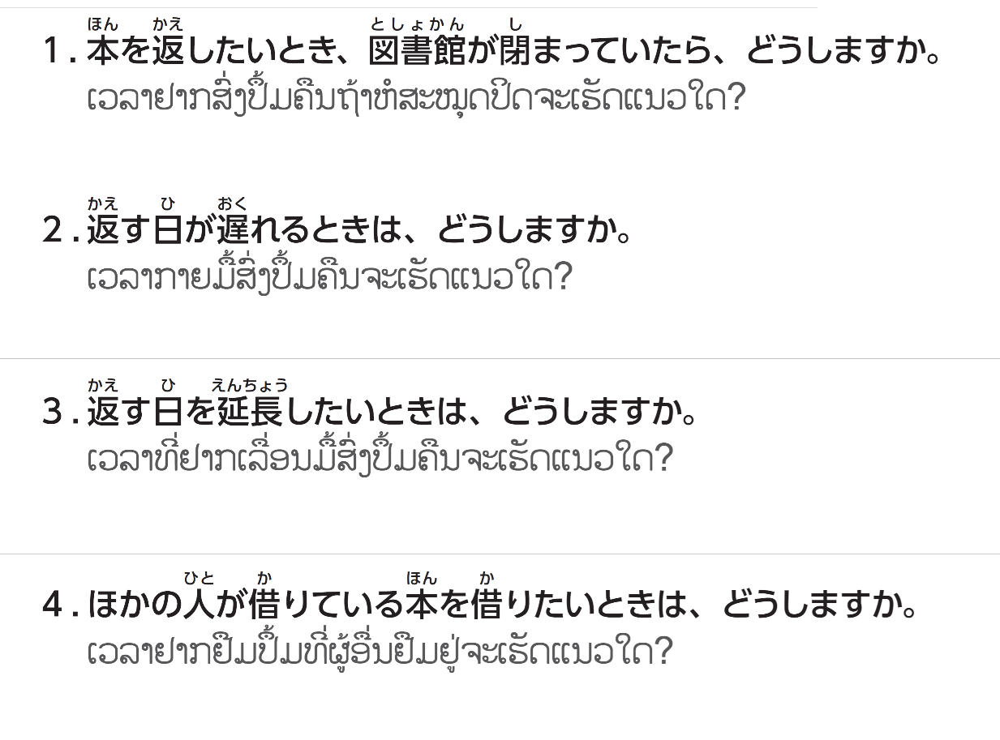 ほん かえ としょかん し
1.本を返したいとき、図書館が閉まっていたら、どうしますか。
ເວລາຢາກສົ່ງປຶ້ມຄືນຖ້າຫໍສະໝຸດປິດຈະເຮັດແນວໃດ?
かえ ひ おく
2.返す日が遅れるときは、どうしますか。
ເວລາກາຍມື້ສົ່ງປຶ້ມຄືນຈະເຮັດແນວໃດ?
かえ ひ えんちょう
3.返す日を延長したいときは、どうしますか。
ເວລາທີ່ຢາກເລື່ອນມື້ສົ່ງປຶ້ມຄືນຈະເຮັດແນວໃດ?
ひと か ほん か
4.ほかの人が借りている本を借りたいときは、どうしますか。
ເວລາຢາກຢືມປຶ້ມທີ່ຜູ້ອື່ນຢືມຢູ່ຈະເຮັດແນວໃດ?